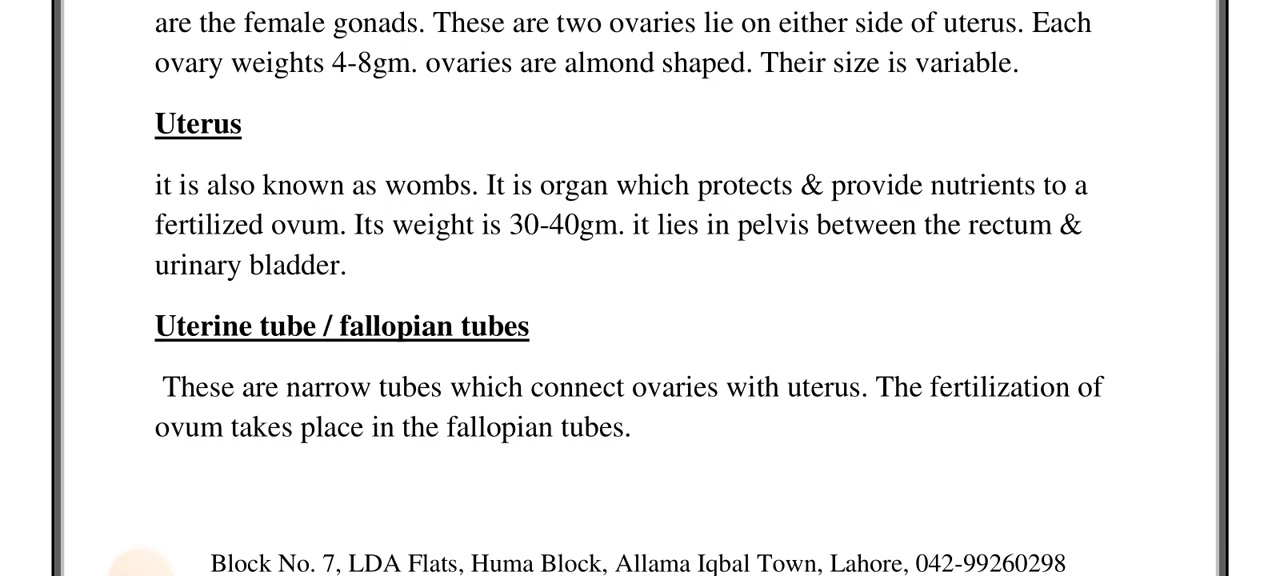 are the female gonads. These are two ovaries lie on either side of uterus. Each
ovary weights 4-8gm. ovaries are almond shaped. Their size is variable.
Uterus
it is also known as wombs. It is organ which protects & provide nutrients to a
fertilized ovum. Its weight is 30-40gm. it lies in pelvis between the rectum &
urinary bladder.
Uterine tube / fallopian tubes
These are narrow tubes which connect ovaries with uterus. The fertilization of
ovum takes place in the fallopian tubes.
Block No. 7, LDA Flats, Huma Block, Allama Iqbal Town, Lahore, 042-99260298